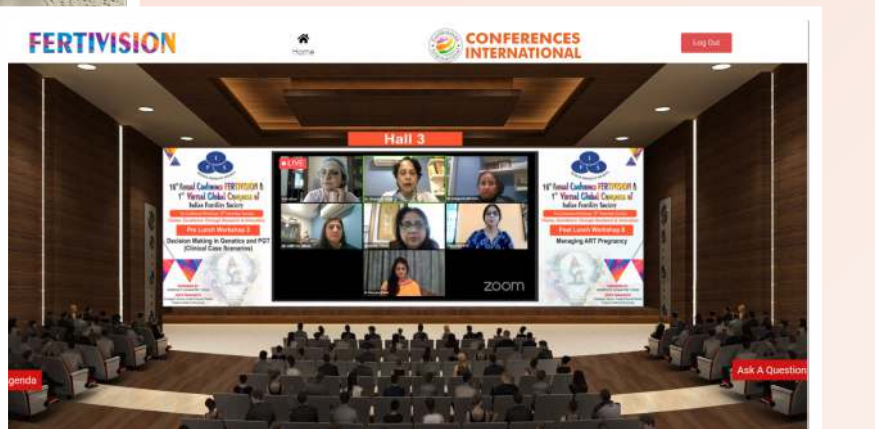 FERTIVISION
Home
CONFERENCES
INTERNATIONAL
Log Out
Hall 3
LIVE
16th Annual Conference FERTIVISION &
1st Virtual Global Congress of
Indian Fertility Society
Pre Lunch Workshop 3
Decision Making in Genetics and PGT
(Clinical Case Scenarios)
zoom
16th Annual Conference FERTIVISION &
1st Virtual Global Congress of
Indian Fertility Society
Post Lunch Workshop 8
Managing ART Pregnancy
genda
Ask A Question